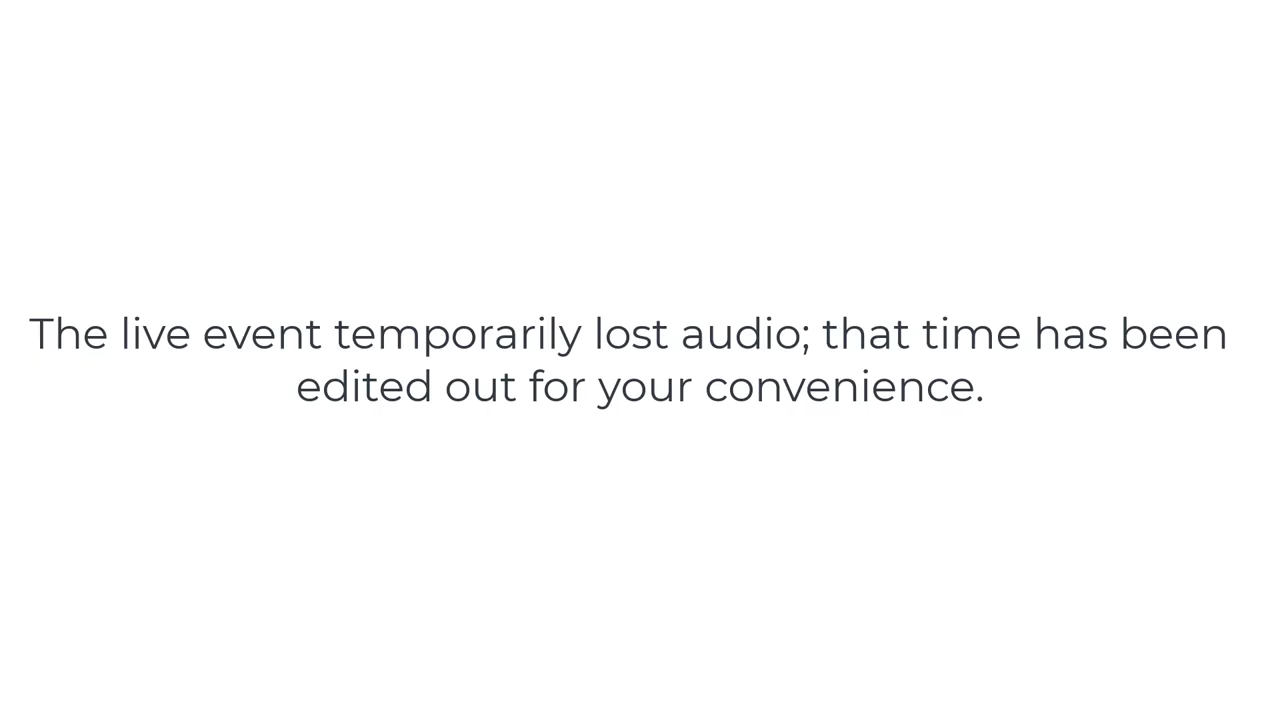 The live event temporarily lost audio; that time has been
edited out for your convenience.